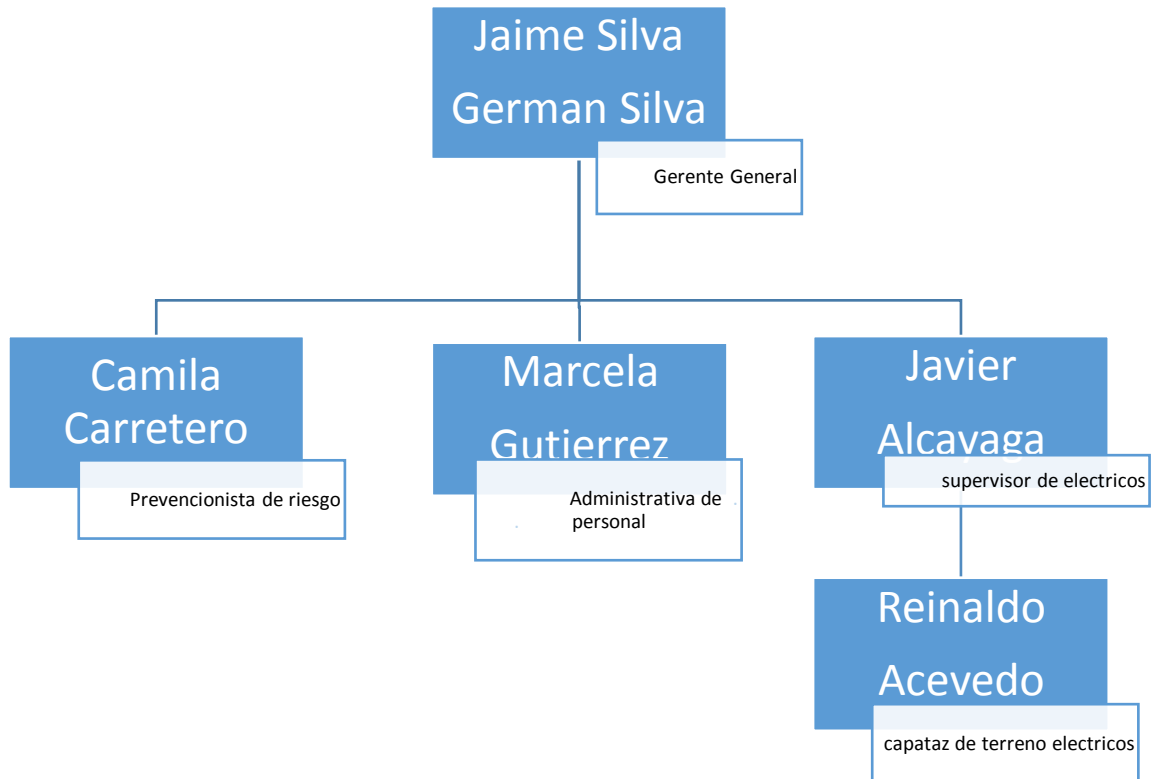 Jaime Silva
German Silva
Gerente General
Camila
Carretero
Prevencionista de riesgo
Marcela
Gutierrez
Administrativa de
personal
Javier
Alcayaga
supervisor de electricos
Reinaldo
Acevedo
capataz de terreno electricos